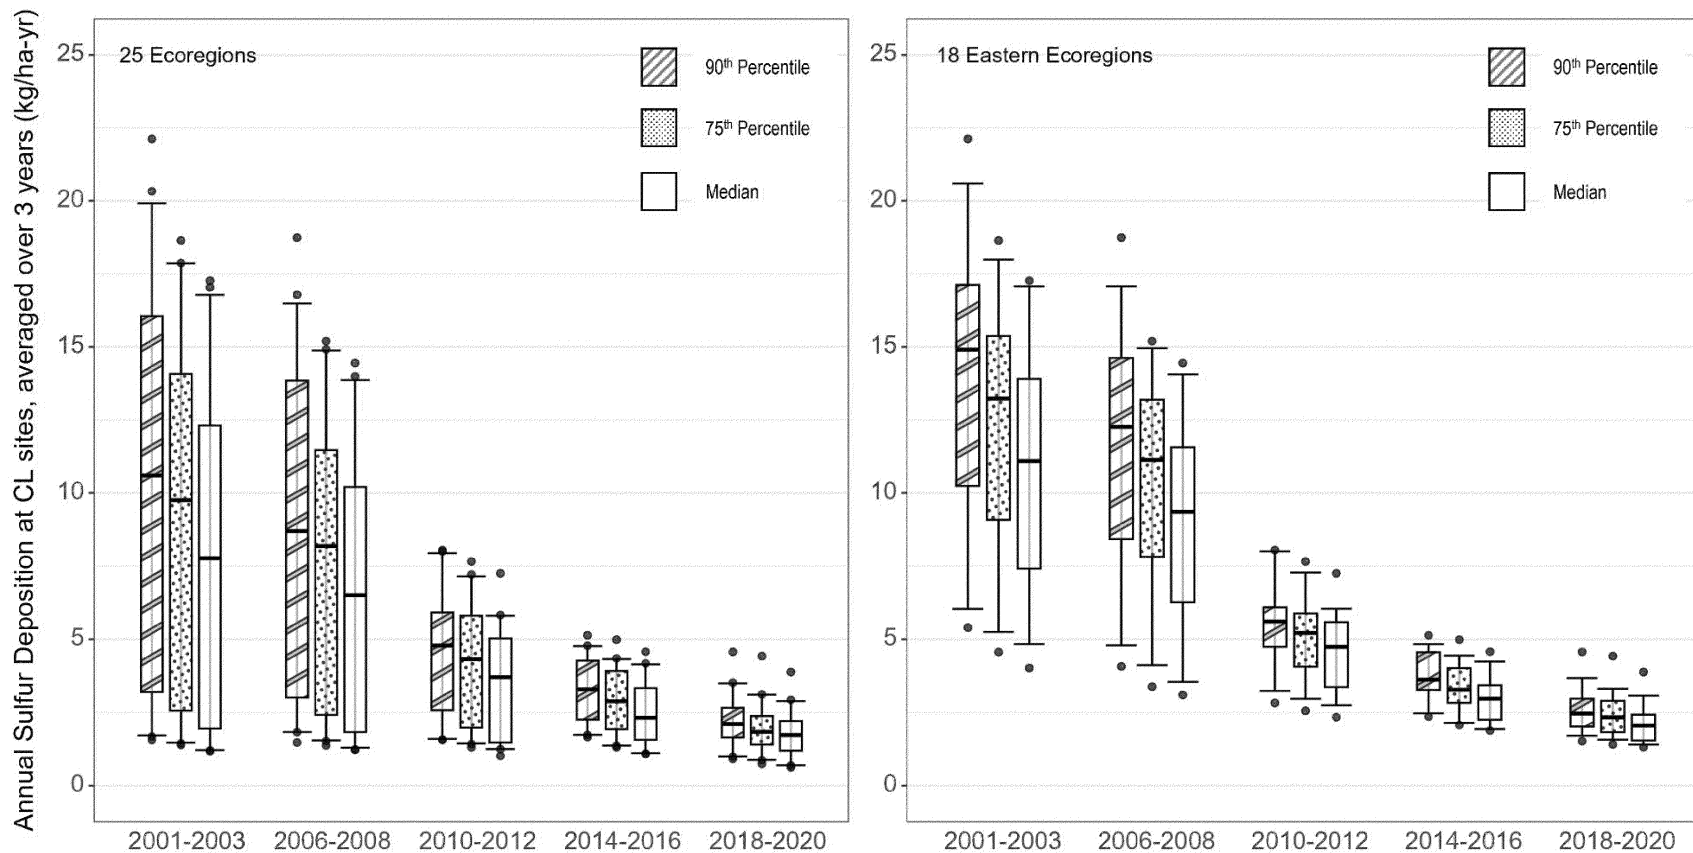 Annual Sulfur Deposition at CL sites, averaged over 3 years (kg/ha-yr)
25 Ecoregions
90th Percentile
75th Percentile
Median
25
20
15
10
5
0
2001-2003 2006-2008 2010-2012 2014-2016 2018-2020
18 Eastern Ecoregions
90th Percentile
75th Percentile
Median
25
20
15
10
5
0
2001-2003 2006-2008 2010-2012 2014-2016 2018-2020